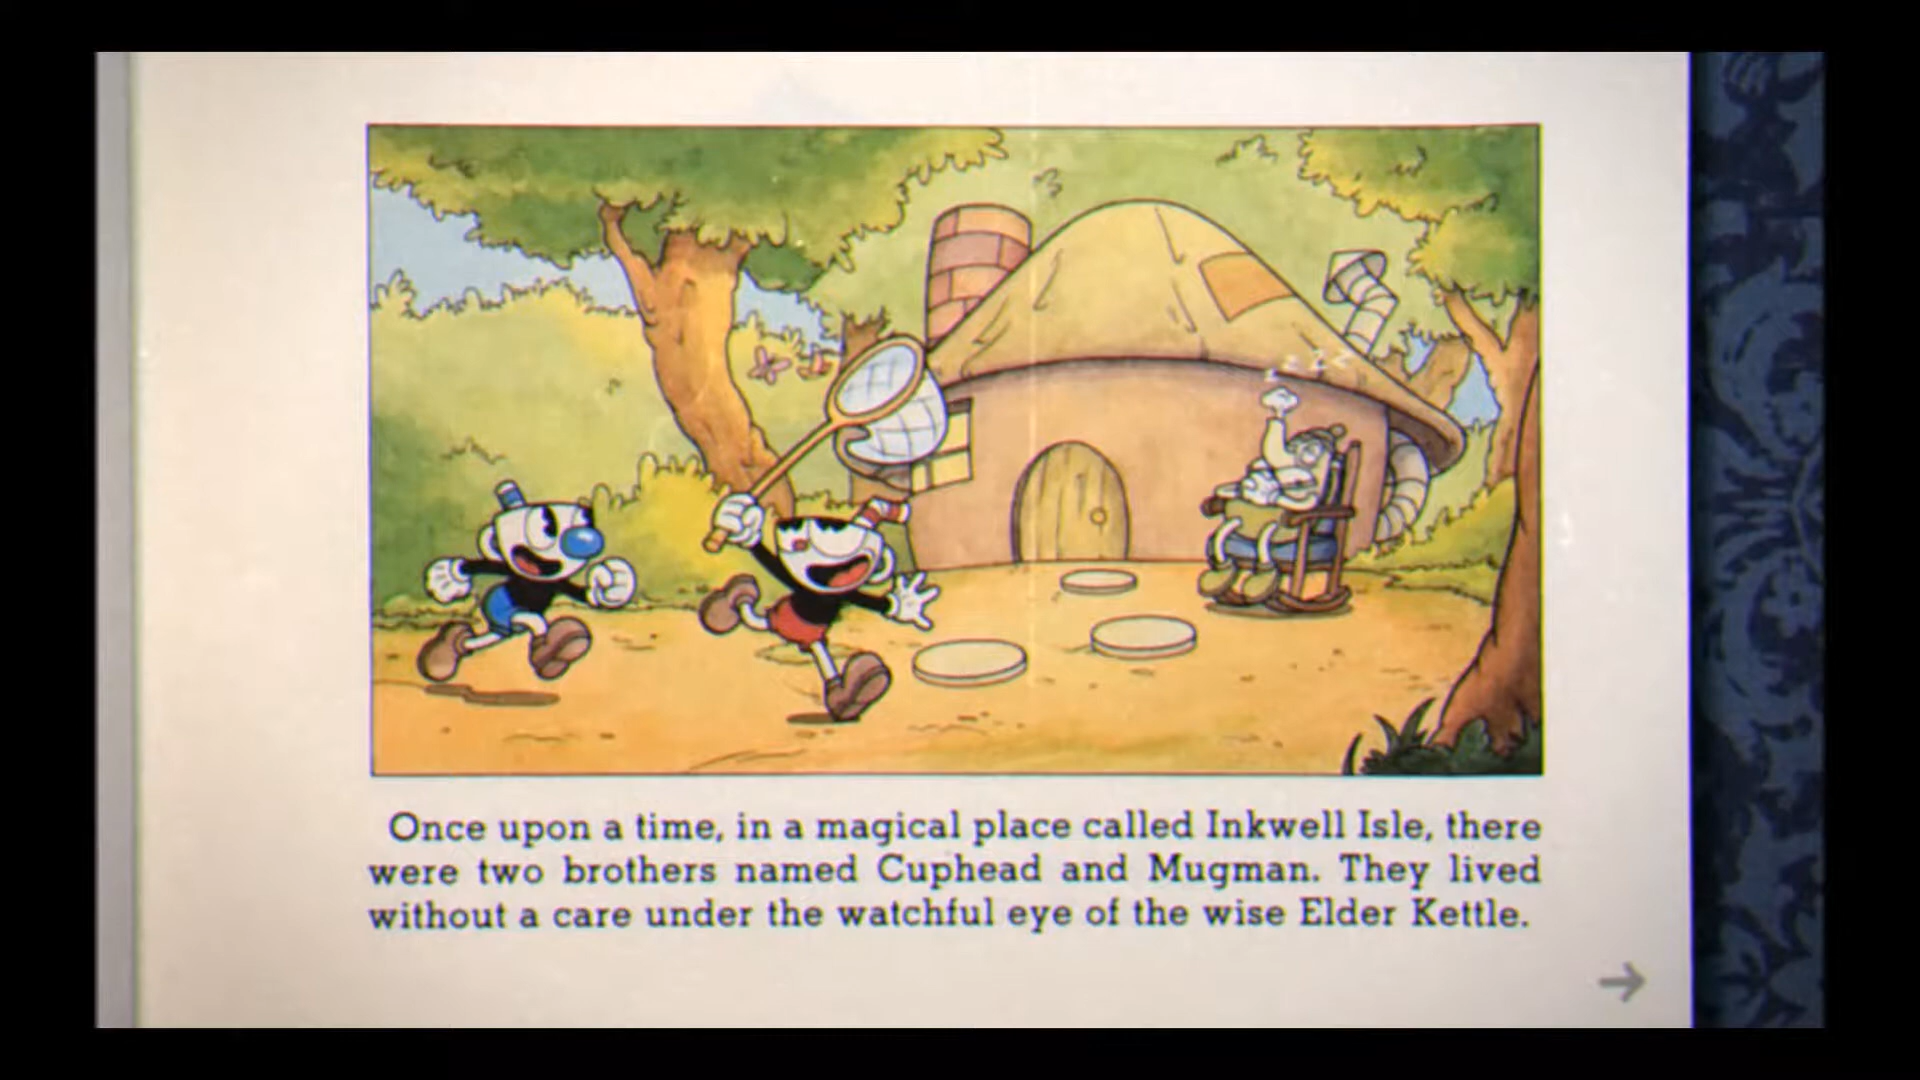 z z z z
Once upon a time, in a magical place called Inkwell Isle, there
were two brothers named Cuphead and Mugman. They lived
without a care under the watchful eye of the wise Elder Kettle.